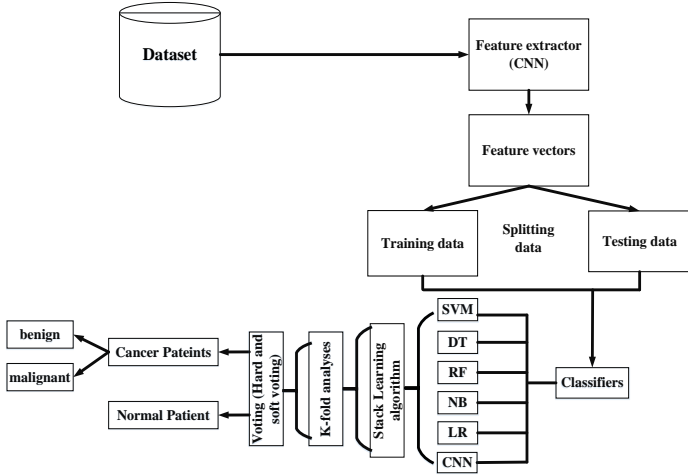 Dataset
Feature extractor
(CNN)
Feature vectors
Training data
Splitting
data
Testing data
SVM
DT
RF
NB
LR
CNN
Classifiers
Stack Learning
algorithm
K-fold analyses
Voting (Hard and
soft voting)
Cancer Pateints
Normal Patient
benign
malignant